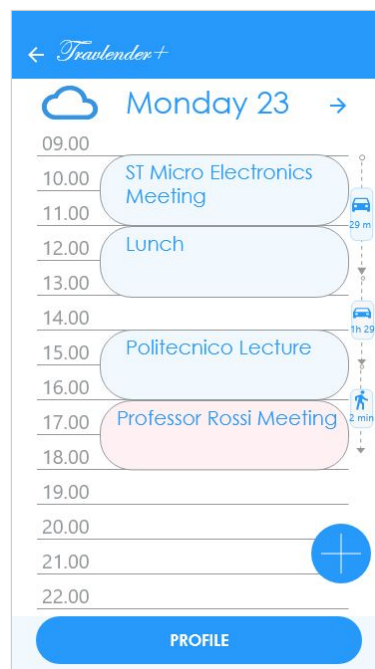 Travlender+
Monday 23
09.00
10.00
ST Micro Electronics
Meeting
11.00
29 m
12.00
Lunch
13.00
14.00
1h 29
15.00
Politecnico Lecture
16.00
17.00
Professor Rossi Meeting
2 min
18.00
19.00
20.00
21.00
22.00
PROFILE